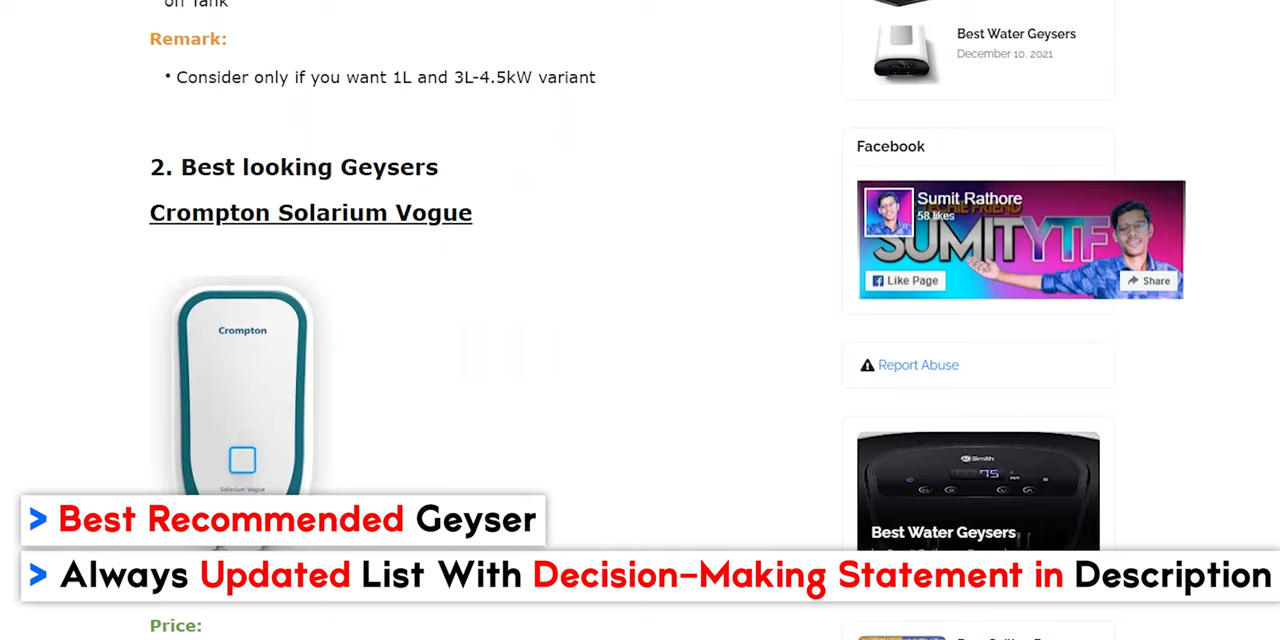 on Tank
Remark:
• Consider only if you want 1L and 3L-4.5kW variant
2. Best looking Geysers
Crompton Solarium Vogue
Crompton
Solarium Vogue
Best Water Geysers
December 10, 2021
Facebook
Sumit Rathore
58 likes
SUMITYTF
Like Page
Share
Report Abuse
Smith
75
Best Water Geysers
> Best Recommended Geyser
> Always Updated List With Decision-Making Statement in Description
Price: